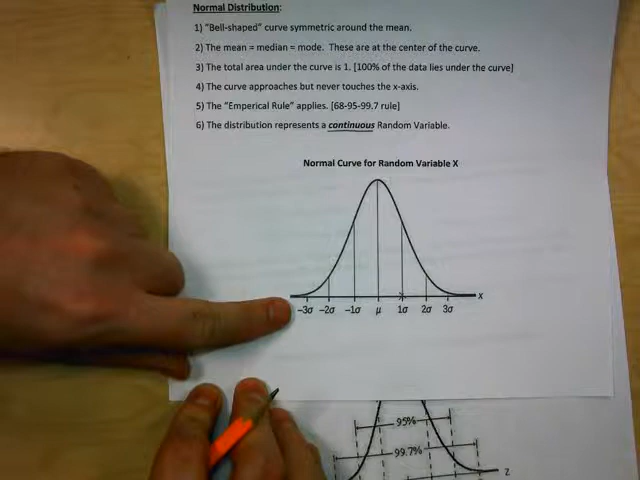 Normal Distribution:
1) "Bell-shaped" curve symmetric around the mean.
2) The mean = median = mode. These are at the center of the curve.
3) The total area under the curve is 1. [100% of the data lies under the curve]
4) The curve approaches but never touches the x-axis.
5) The "Emperical Rule" applies. [68-95-99.7 rule]
6) The distribution represents a continuous Random Variable.
Normal Curve for Random Variable X
x
-3σ -2σ -1σ μ 1σ 2σ 3σ
95%
99.7%
z